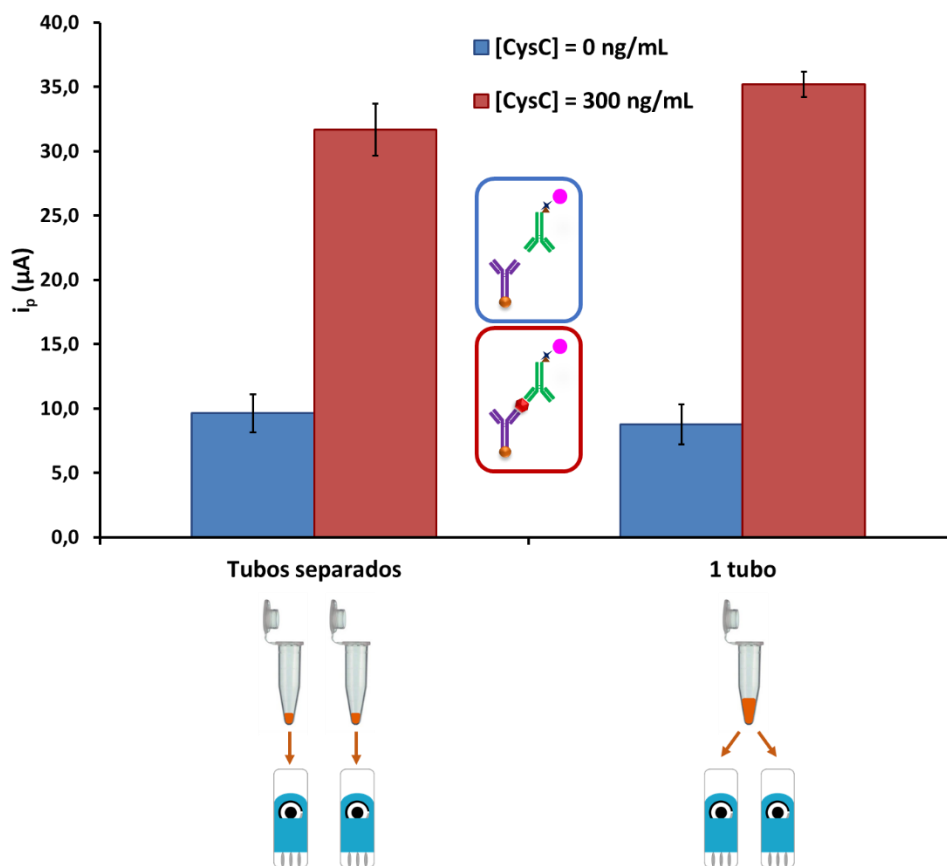 [CysC] = 0 ng/mL
[CysC] = 300 ng/mL
ip (µA)
40,0
35,0
30,0
25,0
20,0
15,0
10,0
5,0
0,0
Tubos separados
1 tubo